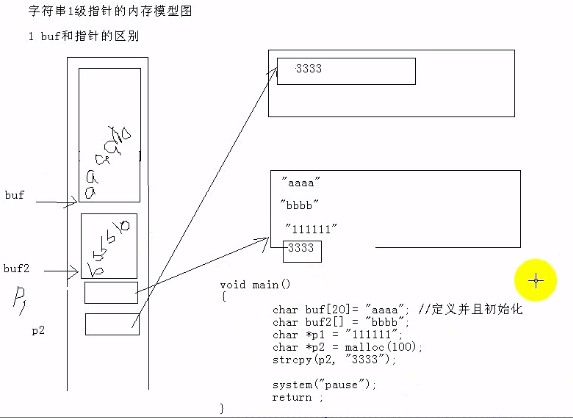 字符串1级指针的内存模型图
1 buf和指针的区别
3333
a
a
a
a
\0
"aaaa"
"bbbb"
"111111"
3333
buf
b
b
b
b
\0
buf2
P1
p2
void main()
{
char buf[20]= "aaaa"; //定义并且初始化
char buf2[] = "bbbb";
char *p1 = "111111";
char *p2 = malloc(100);
strcpy(p2, "3333");
system("pause");
return ;
}